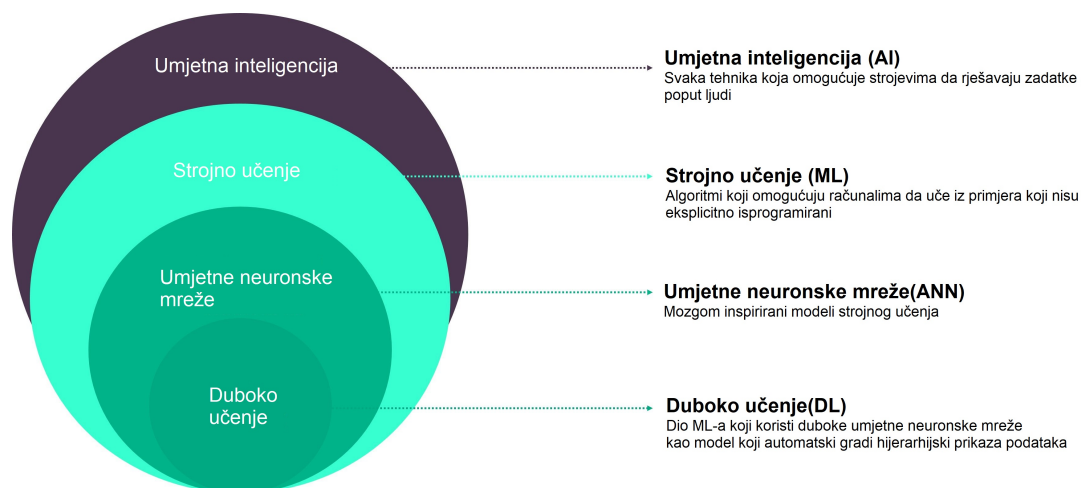 Umjetna inteligencija
Strojno učenje
Umjetne neuronske
mreže
Duboko
učenje
Umjetna inteligencija (AI)
Svaka tehnika koja omogućuje strojevima da rješavaju zadatke
poput ljudi
Strojno učenje (ML)
Algoritmi koji omogućuju računalima da uče iz primjera koji nisu
eksplicitno isprogramirani
Umjetne neuronske mreže(ANN)
Mozgom inspirirani modeli strojnog učenja
Duboko učenje(DL)
Dio ML-a koji koristi duboke umjetne neuronske mreže
kao model koji automatski gradi hijerarhijski prikaza podataka